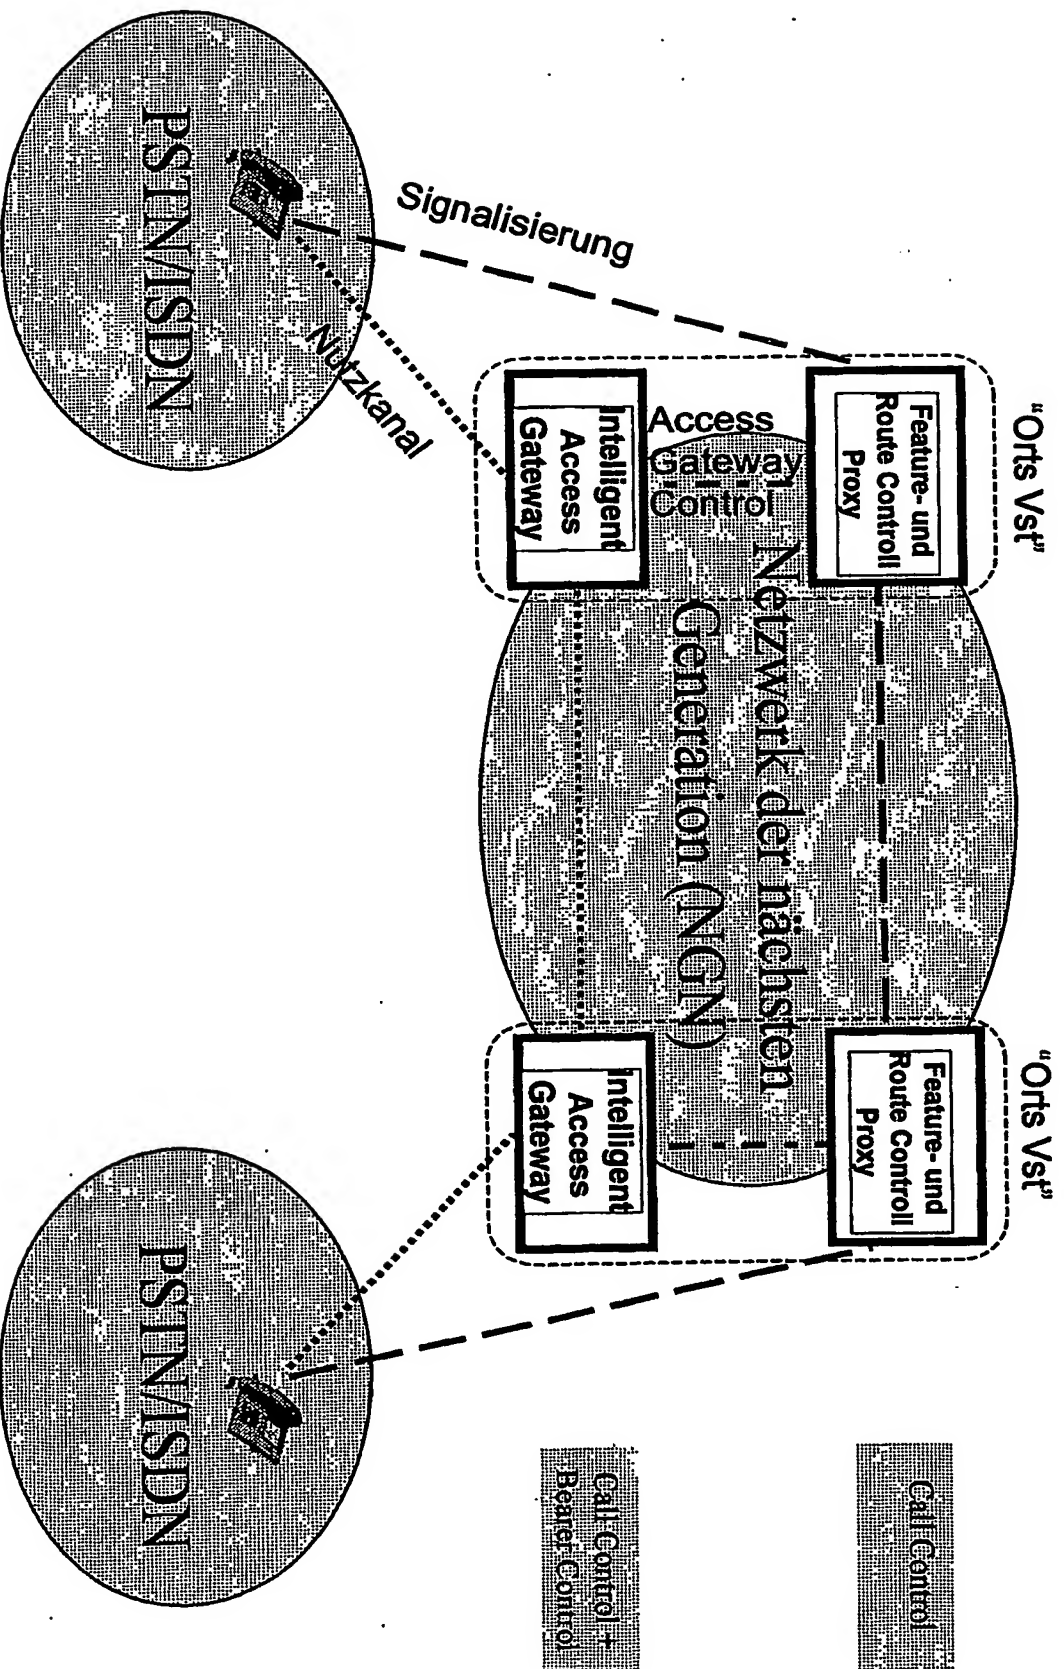 "Orts Vst"
"Orts Vst"
Feature- und
Route Controll
Proxy
Feature- und
Route Controll
Proxy
Call Control
Access
Gateway
Control
Netzwerk der nächsten
Generation (NGN)
Signalisierung
Nutzkanal
Intelligent
Access
Gateway
Intelligent
Access
Gateway
Call Control +
Bearer Control
PSTN/ISDN
PSTN/ISDN